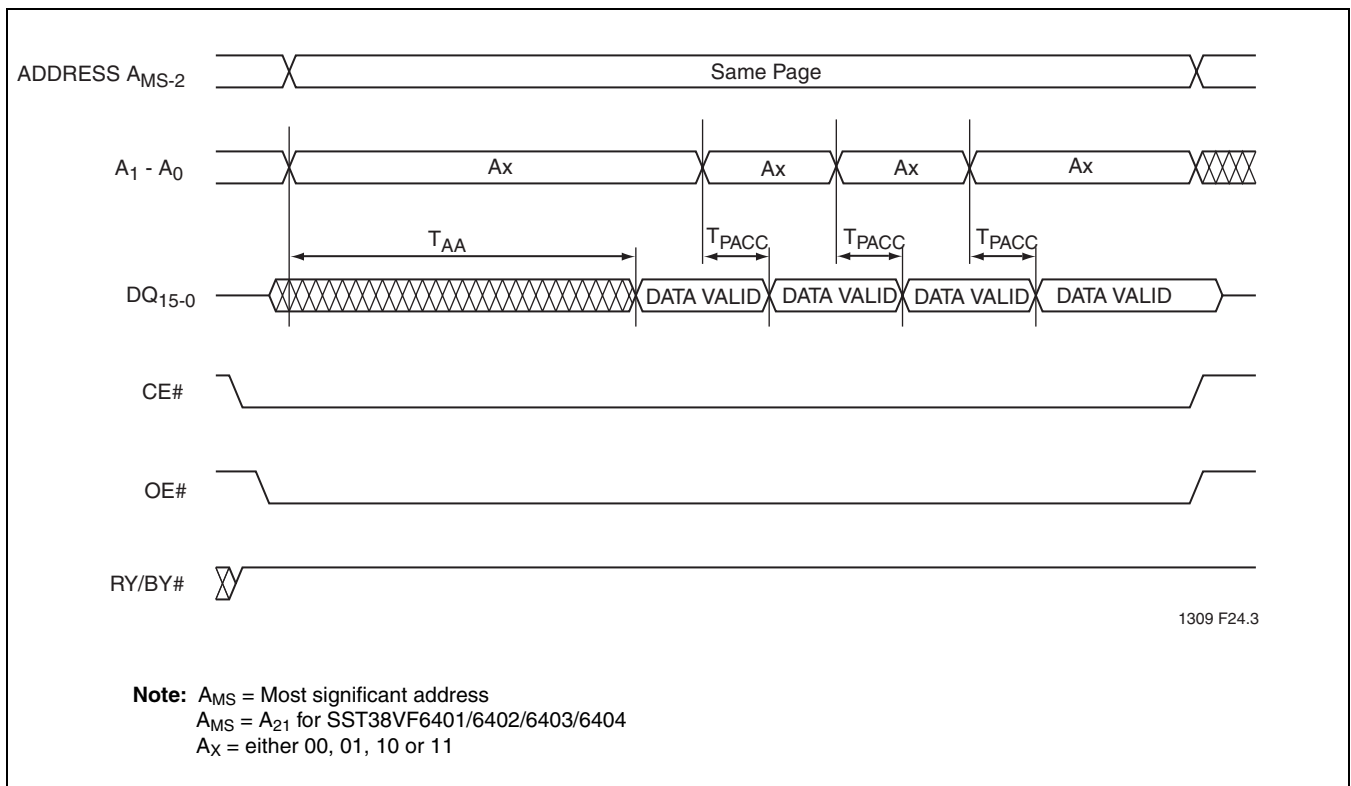 ADDRESS AMS-2
Same Page
A1 - A0
Ax
Ax
Ax
Ax
TAA
TPACC
TPACC
TPACC
DQ15-0
DATA VALID
DATA VALID
DATA VALID
DATA VALID
CE#
OE#
RY/BY#
1309 F24.3
Note: AMS = Most significant address
AMS = A21 for SST38VF6401/6402/6403/6404
AX = either 00, 01, 10 or 11